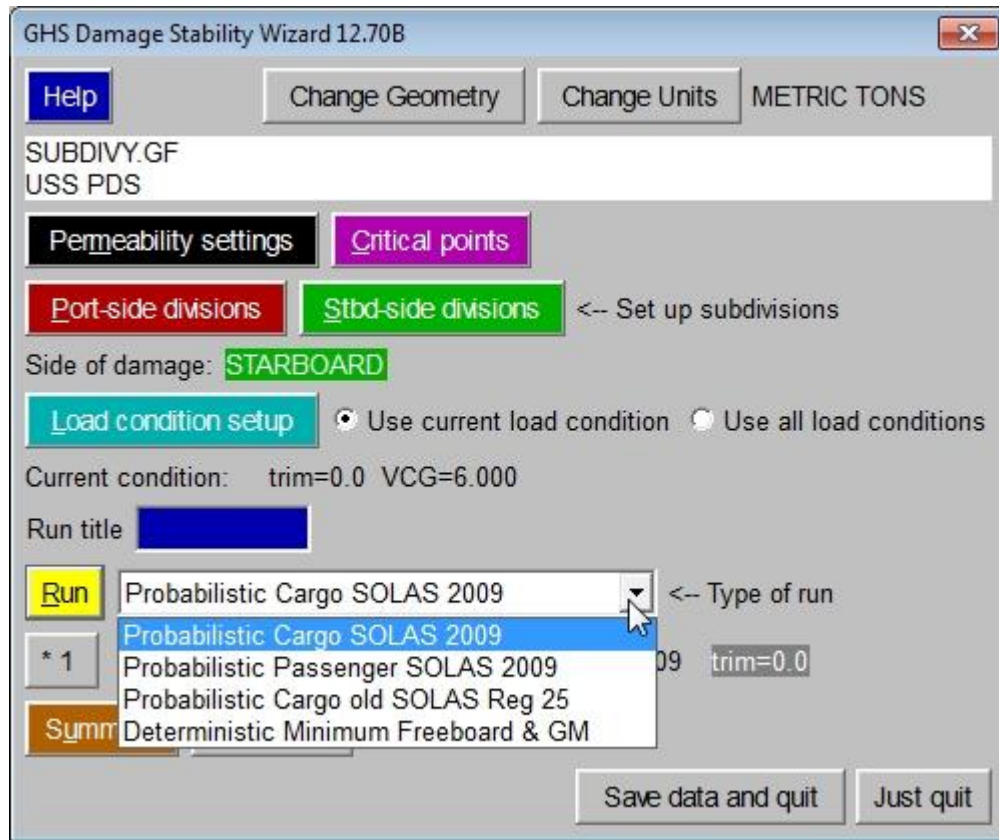 GHS Damage Stability Wizard 12.70B
Help Change Geometry Change Units METRIC TONS
SUBDIVY.GF
USS PDS
Permeability settings Critical points
Port-side divisions Stbd-side divisions <-- Set up subdivisions
Side of damage: STARBOARD
Load condition setup Use current load condition Use all load conditions
Current condition: trim=0.0 VCG=6.000
Run title
Run Probabilistic Cargo SOLAS 2009 <-- Type of run
Probabilistic Cargo SOLAS 2009
* 1 Probabilistic Passenger SOLAS 2009 09 trim=0.0
Probabilistic Cargo old SOLAS Reg 25
Summ Deterministic Minimum Freeboard & GM
Save data and quit Just quit